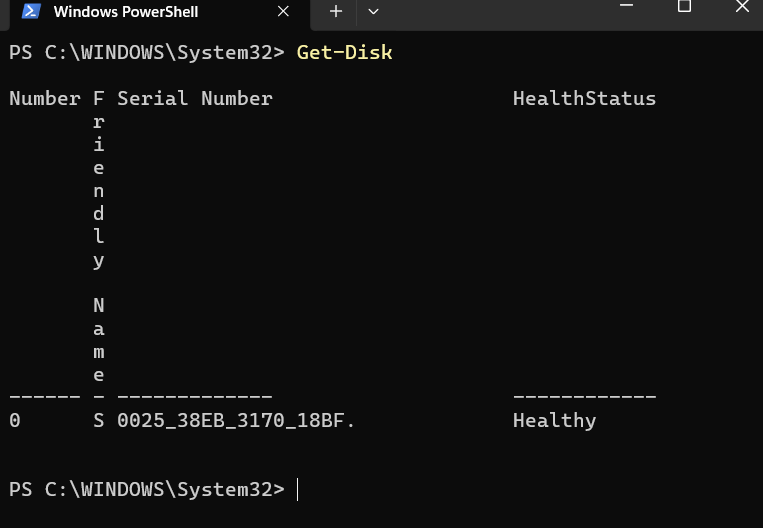 Windows PowerShell
PS C:\WINDOWS\System32> Get-Disk
Number F Serial Number HealthStatus
r
i
e
n
d
l
y
N
a
m
e
------ - ------------- ------------
0 S 0025_38EB_3170_18BF. Healthy
PS C:\WINDOWS\System32>